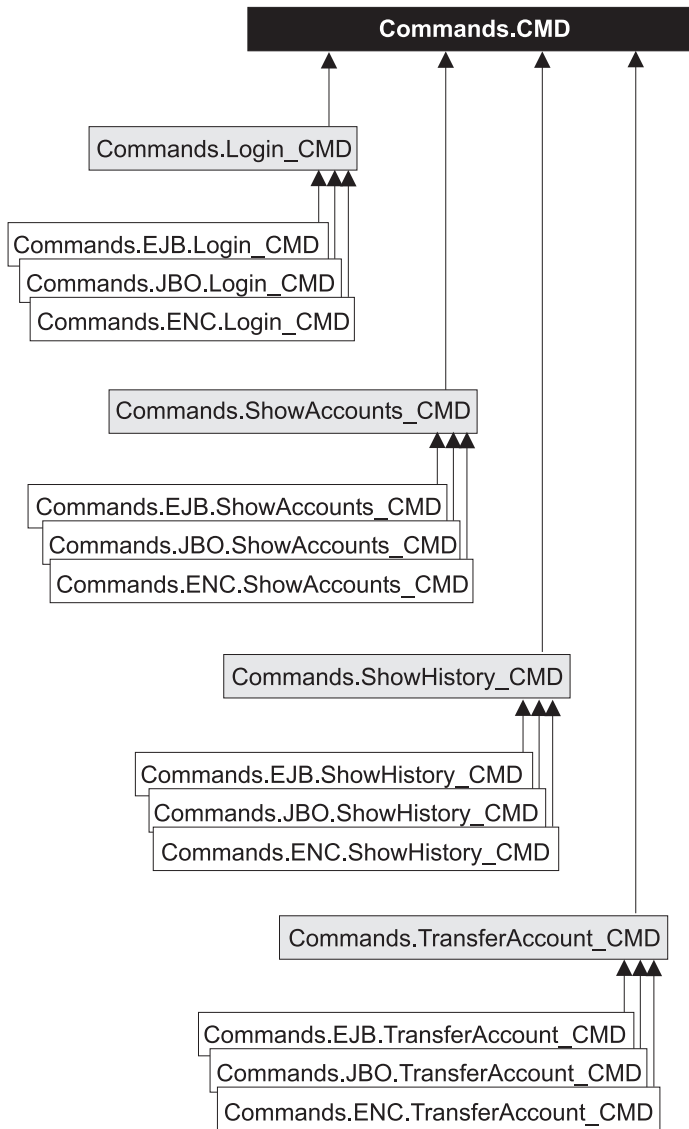 Commands.CMD
Commands.Login_CMD
Commands.EJB.Login_CMD
Commands.JBO.Login_CMD
Commands.ENC.Login_CMD
Commands.ShowAccounts_CMD
Commands.EJB.ShowAccounts_CMD
Commands.JBO.ShowAccounts_CMD
Commands.ENC.ShowAccounts_CMD
Commands.ShowHistory_CMD
Commands.EJB.ShowHistory_CMD
Commands.JBO.ShowHistory_CMD
Commands.ENC.ShowHistory_CMD
Commands.TransferAccount_CMD
Commands.EJB.TransferAccount_CMD
Commands.JBO.TransferAccount_CMD
Commands.ENC.TransferAccount_CMD